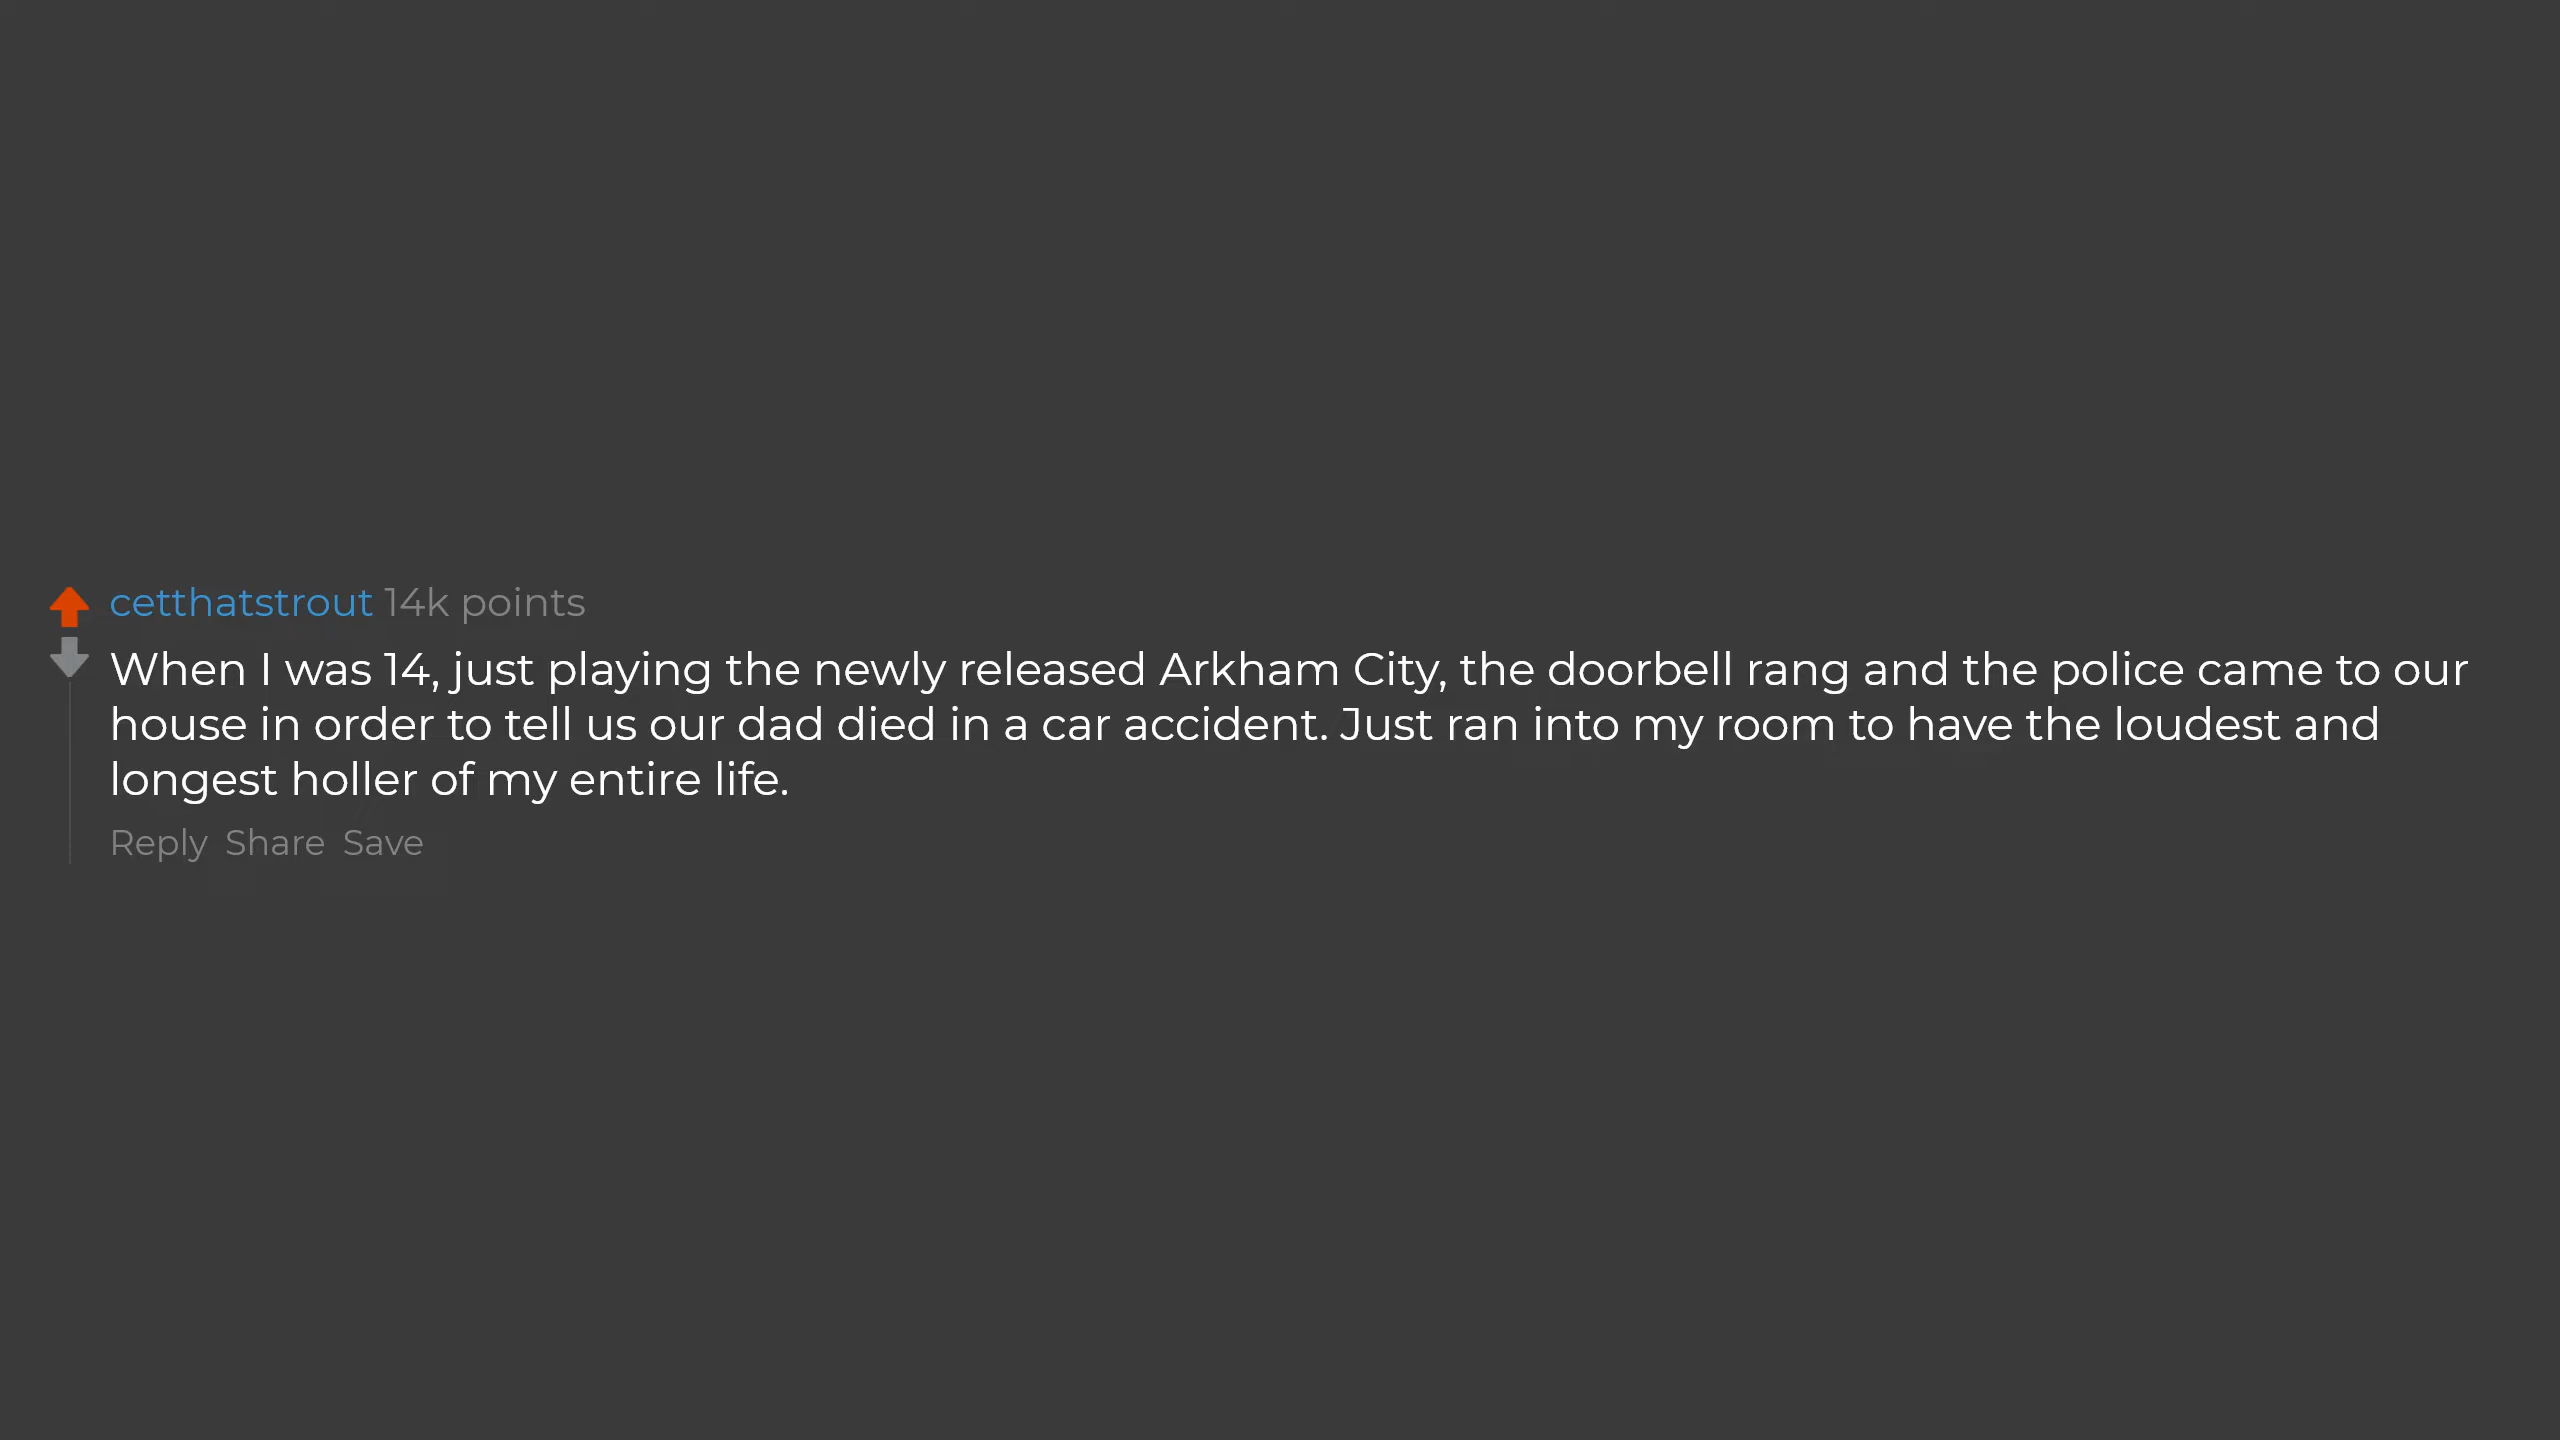 cetthatstrout 14k points
When I was 14, just playing the newly released Arkham City, the doorbell rang and the police came to our
house in order to tell us our dad died in a car accident. Just ran into my room to have the loudest and
longest holler of my entire life.
Reply Share Save